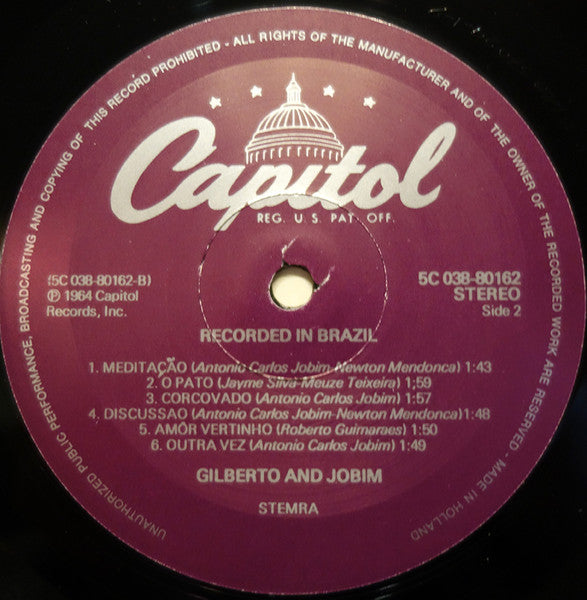 UNAUTHORIZED PUBLIC PERFORMANCE, BROADCASTING AND COPYING OF THIS RECORD PROHIBITED - ALL RIGHTS OF THE MANUFACTURER AND OF THE OWNER OF THE RECORDED WORK ARE RESERVED - MADE IN HOLLAND
Capitol
REG. U.S. PAT. OFF.
(5C 038-80162-B)
℗ 1964 Capitol
Records, Inc.
5C 038-80162
STEREO
Side 2
RECORDED IN BRAZIL
1. MEDITAÇÃO (Antonio Carlos Jobim-Newton Mendonca) 1:43
2. O PATO (Jayme Silva-Meuze Teixeira) 1;59
3. CORCOVADO (Antonio Carlos Jobim) 1:57
4. DISCUSSAO (Antonio Carlos Jobim-Newton Mendonca) 1:48
5. AMÔR VERTINHO (Roberto Guimaraes) 1:50
6. OUTRA VEZ (Antonio Carlos Jobim) 1:49
GILBERTO AND JOBIM
STEMRA